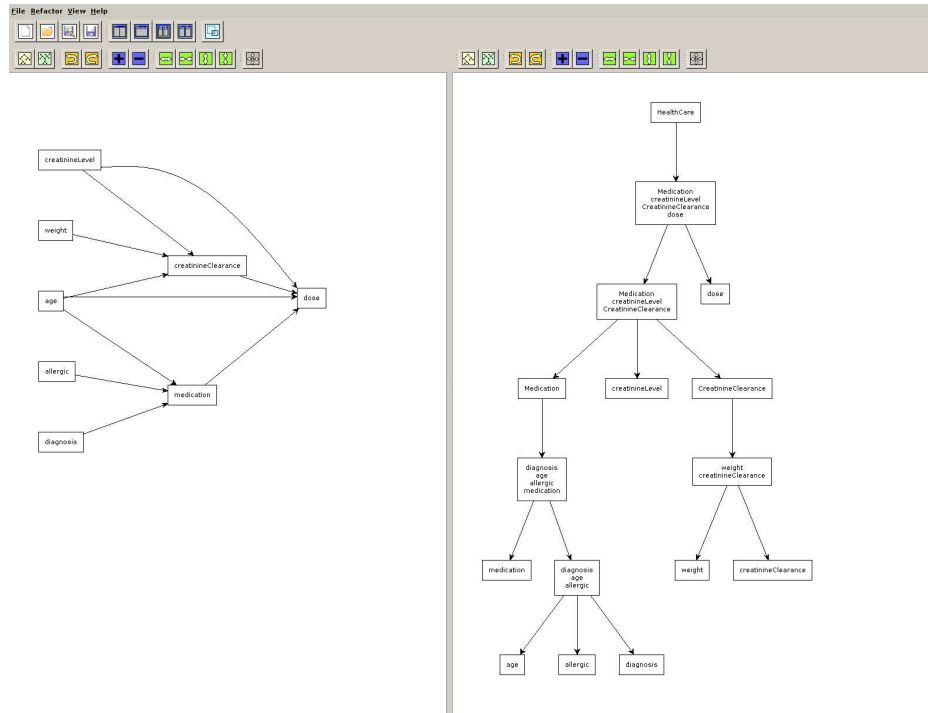 File Refactor View Help
creatinineLevel
weight
creatinineClearance
age
dose
allergic
medication
diagnosis
HealthCare
Medication
creatinineLevel
CreatinineClearance
dose
Medication
creatinineLevel
CreatinineClearance
dose
Medication
creatinineLevel
CreatinineClearance
diagnosis
age
allergic
medication
weight
creatinineClearance
medication
diagnosis
age
allergic
weight
creatinineClearance
age
allergic
diagnosis